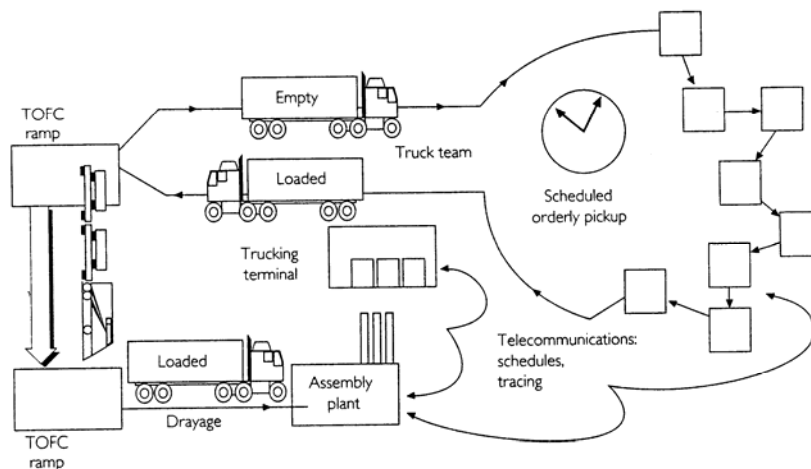 TOFC
ramp
Empty
Truck team
Loaded
Scheduled
orderly pickup
Trucking
terminal
Telecommunications:
schedules,
tracing
Loaded
Assembly
plant
Drayage
TOFC
ramp